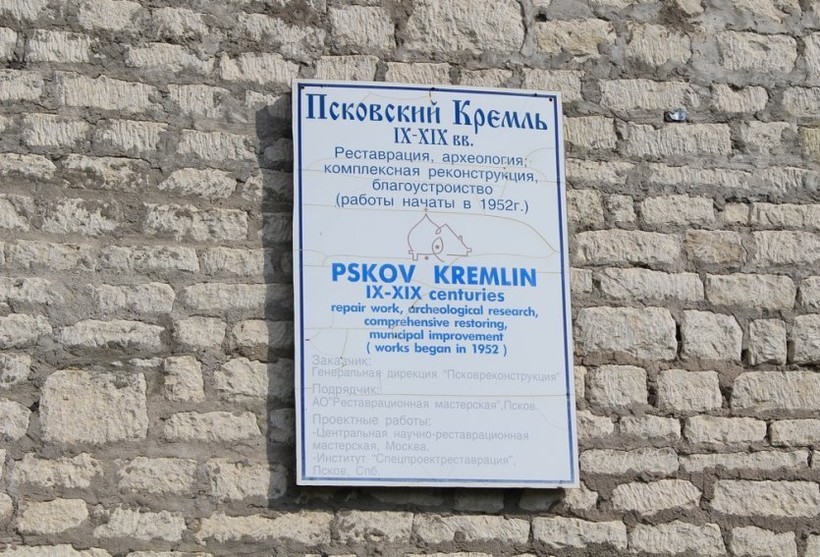 Псковский Кремль
IX-XIX вв.
Реставрация, археология;
комплексная реконструкция,
благоустроиство
(работы начаты в 1952г.)
PSKOV KREMLIN
IX-XIX centuries
repair work, archeological research,
comprehensive restoring,
municipal improvement
( works began in 1952 )
Заказчик:
Генеральная дирекция "Псковреконструкция"
Подрядчик:
АО"Реставрационная мастерская",Псков.
Проектные работы:
-Центральная научно-реставрационная
мастерская, Москва.
-Институт "Спецпроектреставрация",
Псков, Спб.